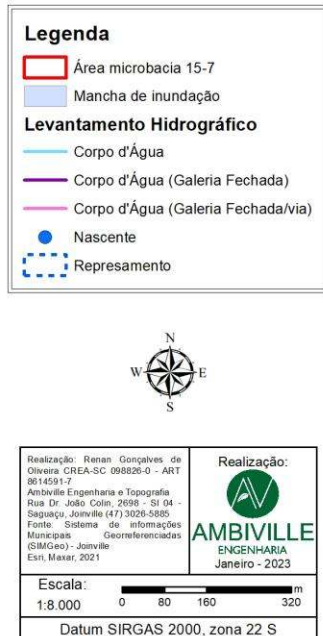 Legenda
Área microbacia 15-7
Mancha de inundação
Levantamento Hidrográfico
Corpo d'Água
Corpo d'Água (Galeria Fechada)
Corpo d'Água (Galeria Fechada/via)
Nascente
Represamento
N
W E
S
Realização: Renan Gonçalves de
Oliveira CREA-SC 098826-0 - ART
8614591-7
Ambiville Engenharia e Topografia
Rua Dr. João Colin, 2698 - SI 04 -
Saguaçu, Joinville (47) 3026-5885
Fonte: Sistema de informações
Municipais Georreferenciadas
(SIMGeo) - Joinville
Esri, Maxar, 2021
Realização:
AMBIVILLE
ENGENHARIA
Janeiro - 2023
Escala:
1:8.000
m
0 80 160 320
Datum SIRGAS 2000, zona 22 S